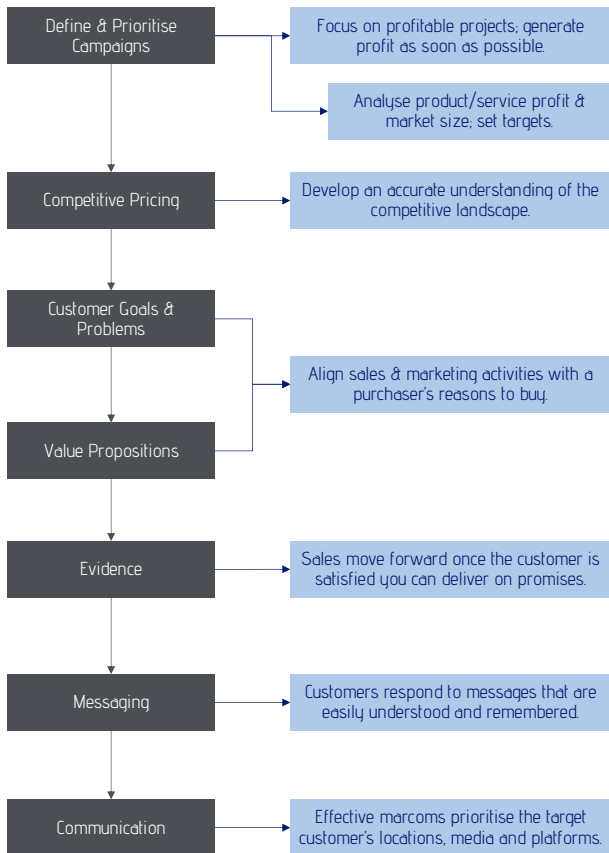 Define & Prioritise
Campaigns
Focus on profitable projects; generate
profit as soon as possible.
Analyse product/service profit &
market size; set targets.
Competitive Pricing
Develop an accurate understanding of the
competitive landscape.
Customer Goals &
Problems
Align sales & marketing activities with a
purchaser's reasons to buy.
Value Propositions
Evidence
Sales move forward once the customer is
satisfied you can deliver on promises.
Messaging
Customers respond to messages that are
easily understood and remembered.
Communication
Effective marcoms prioritise the target
customer's locations, media and platforms.